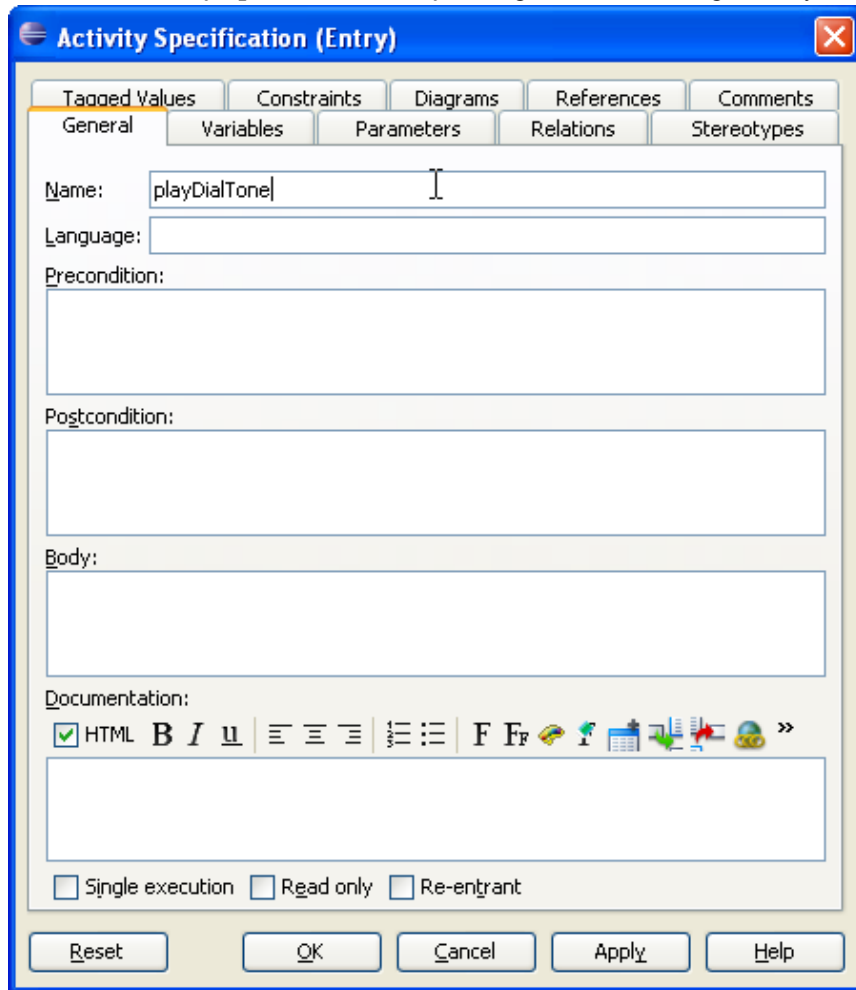 Activity Specification (Entry)
Tagged Values Constraints Diagrams References Comments
General Variables Parameters Relations Stereotypes
Name: playDialTone
Language:
Precondition:
Postcondition:
Body:
Documentation:
HTML B I u F FF »
Single execution Read only Re-entrant
Reset OK Cancel Apply Help